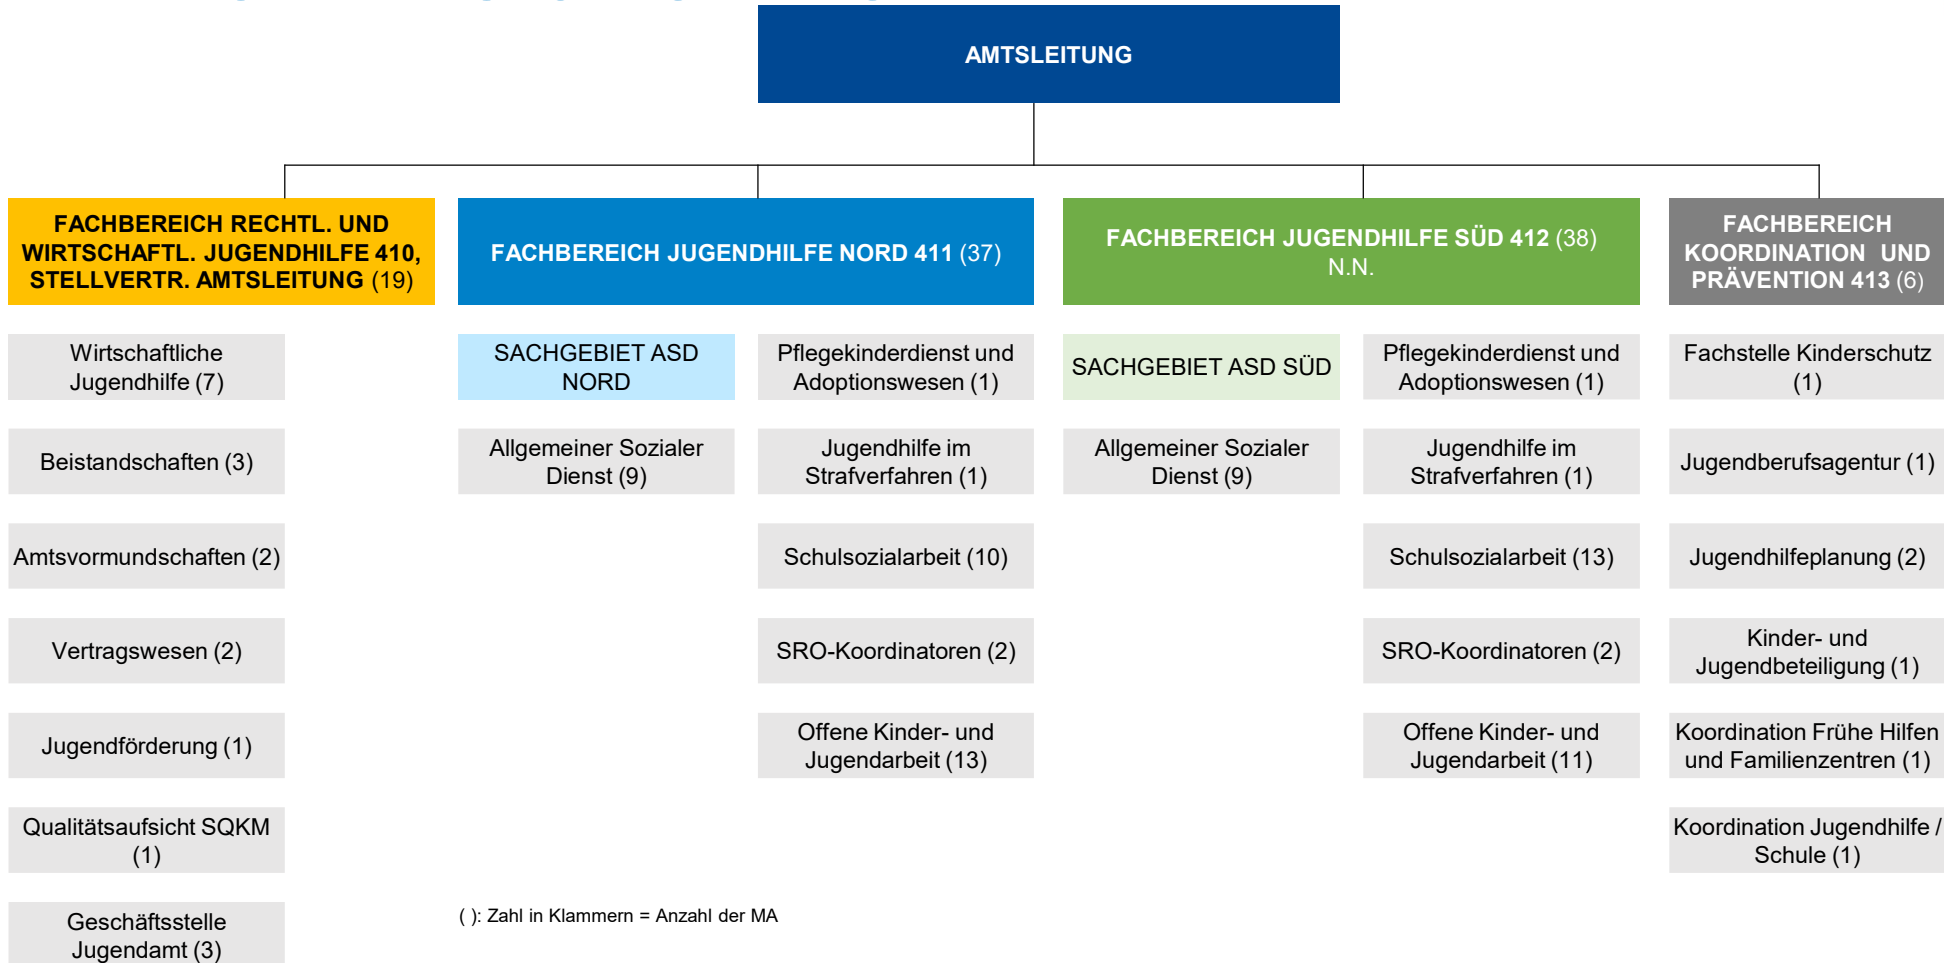 AMTSLEITUNG
FACHBEREICH RECHTL. UND
WIRTSCHAFTL. JUGENDHILFE 410,
STELLVERTR. AMTSLEITUNG (19)
Wirtschaftliche
Jugendhilfe (7)
Beistandschaften (3)
Amtsvormundschaften (2)
Vertragswesen (2)
Jugendförderung (1)
Qualitätsaufsicht SQKM
(1)
Geschäftsstelle
Jugendamt (3)
FACHBEREICH JUGENDHILFE NORD 411 (37)
SACHGEBIET ASD
NORD
Allgemeiner Sozialer
Dienst (9)
Pflegekinderdienst und
Adoptionswesen (1)
Jugendhilfe im
Strafverfahren (1)
Schulsozialarbeit (10)
SRO-Koordinatoren (2)
Offene Kinder- und
Jugendarbeit (13)
FACHBEREICH JUGENDHILFE SÜD 412 (38)
N.N.
SACHGEBIET ASD SÜD
Allgemeiner Sozialer
Dienst (9)
Pflegekinderdienst und
Adoptionswesen (1)
Jugendhilfe im
Strafverfahren (1)
Schulsozialarbeit (13)
SRO-Koordinatoren (2)
Offene Kinder- und
Jugendarbeit (11)
FACHBEREICH
KOORDINATION UND
PRÄVENTION 413 (6)
Fachstelle Kinderschutz
(1)
Jugendberufsagentur (1)
Jugendhilfeplanung (2)
Kinder- und
Jugendbeteiligung (1)
Koordination Frühe Hilfen
und Familienzentren (1)
Koordination Jugendhilfe /
Schule (1)
( ): Zahl in Klammern = Anzahl der MA